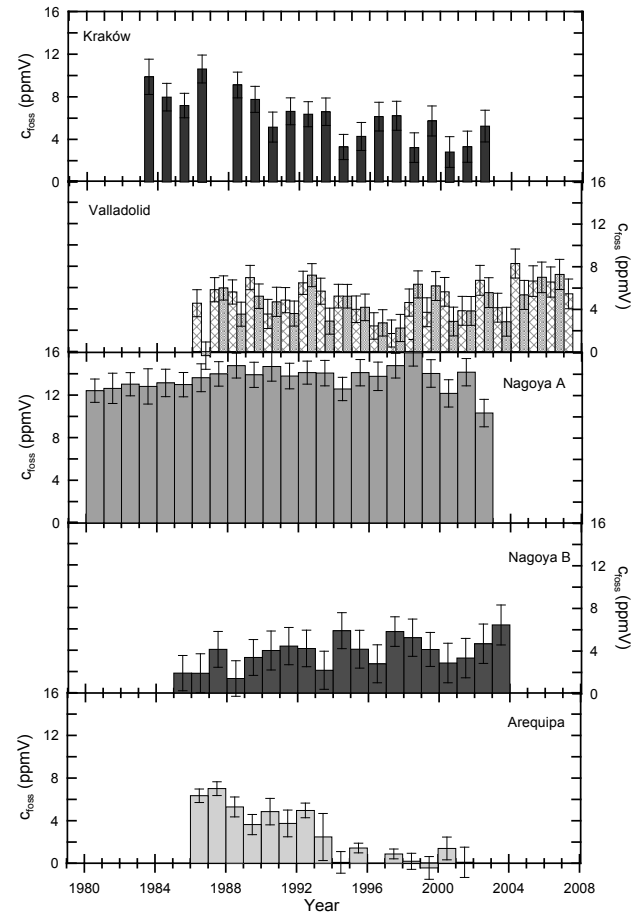 16
Kraków
12
8
4
0
c_foss (ppmV)
16
Valladolid
12
8
4
0
c_foss (ppmV)
16
Nagoya A
12
8
4
0
c_foss (ppmV)
16
Nagoya B
12
8
4
0
c_foss (ppmV)
16
Arequipa
12
8
4
0
c_foss (ppmV)
1980 1984 1988 1992 1996 2000 2004 2008
Year